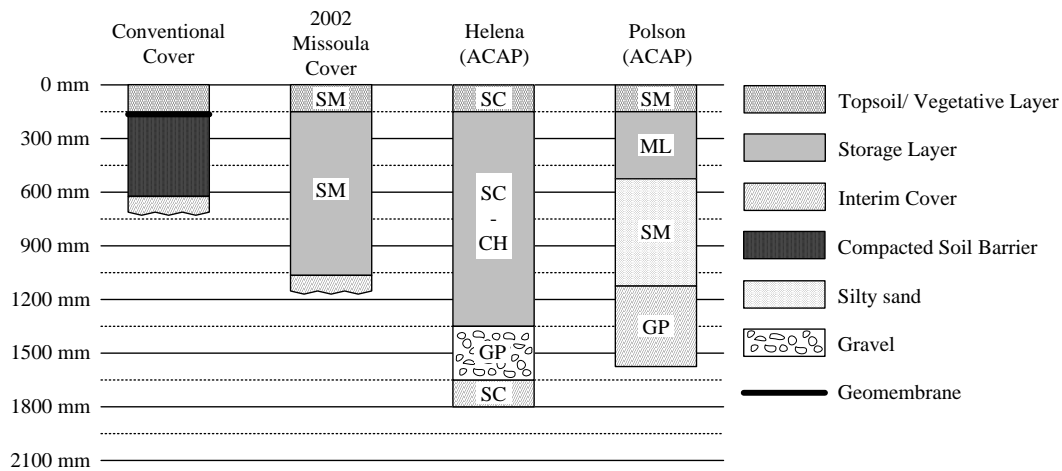 Conventional
Cover
2002
Missoula
Cover
Helena
(ACAP)
Polson
(ACAP)
0 mm
300 mm
600 mm
900 mm
1200 mm
1500 mm
1800 mm
2100 mm
SM
SM
SC
SC
-
CH
GP
SC
SM
ML
SM
GP
Topsoil/ Vegetative Layer
Storage Layer
Interim Cover
Compacted Soil Barrier
Silty sand
Gravel
Geomembrane